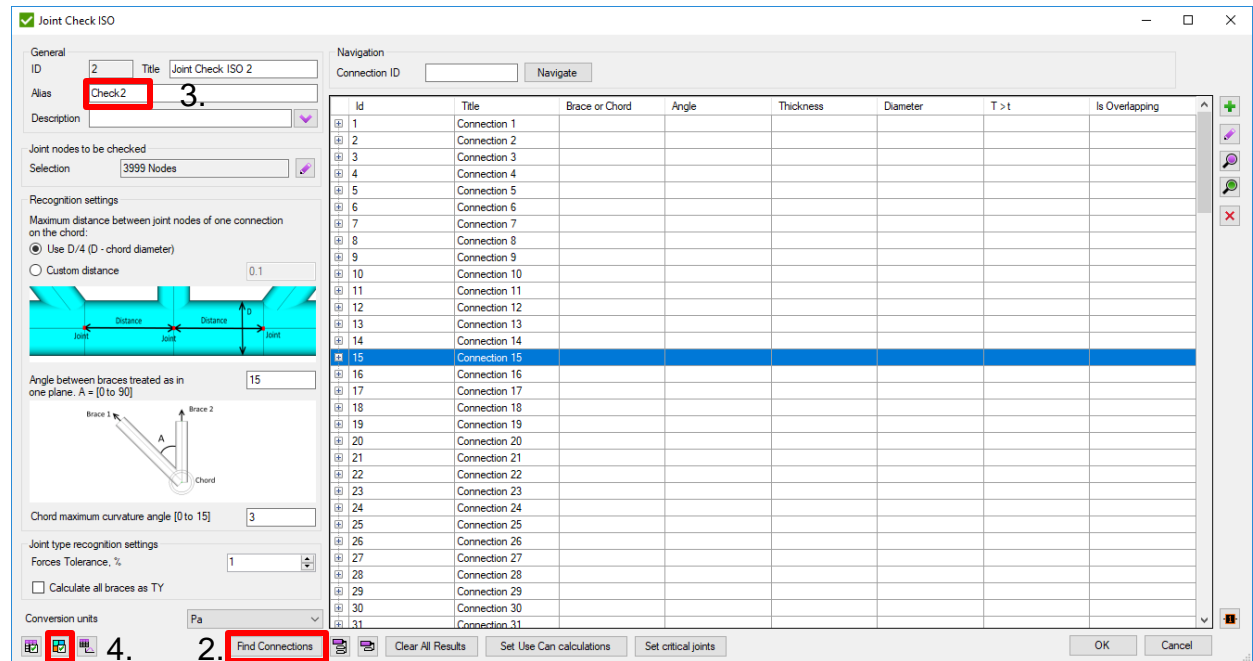 Joint Check ISO
General
ID 2 Title Joint Check ISO 2
Alias Check2 3.
Description
Joint nodes to be checked
Selection 3999 Nodes
Recognition settings
Maximum distance between joint nodes of one connection
on the chord:
Use D/4 (D - chord diameter)
Custom distance 0.1
D
Distance Distance
Joint Joint Joint
Angle between braces treated as in 15
one plane. A = [0 to 90]
Brace 1 Brace 2
A
Chord
Chord maximum curvature angle [0 to 15] 3
Joint type recognition settings
Forces Tolerance, % 1
Calculate all braces as TY
Conversion units Pa
Navigation
Connection ID Navigate
Id Title Brace or Chord Angle Thickness Diameter T > t Is Overlapping
1 Connection 1
2 Connection 2
3 Connection 3
4 Connection 4
5 Connection 5
6 Connection 6
7 Connection 7
8 Connection 8
9 Connection 9
10 Connection 10
11 Connection 11
12 Connection 12
13 Connection 13
14 Connection 14
15 Connection 15
16 Connection 16
17 Connection 17
18 Connection 18
19 Connection 19
20 Connection 20
21 Connection 21
22 Connection 22
23 Connection 23
24 Connection 24
25 Connection 25
26 Connection 26
27 Connection 27
28 Connection 28
29 Connection 29
30 Connection 30
31 Connection 31
4. 2. Find Connections Clear All Results Set Use Can calculations Set critical joints OK Cancel